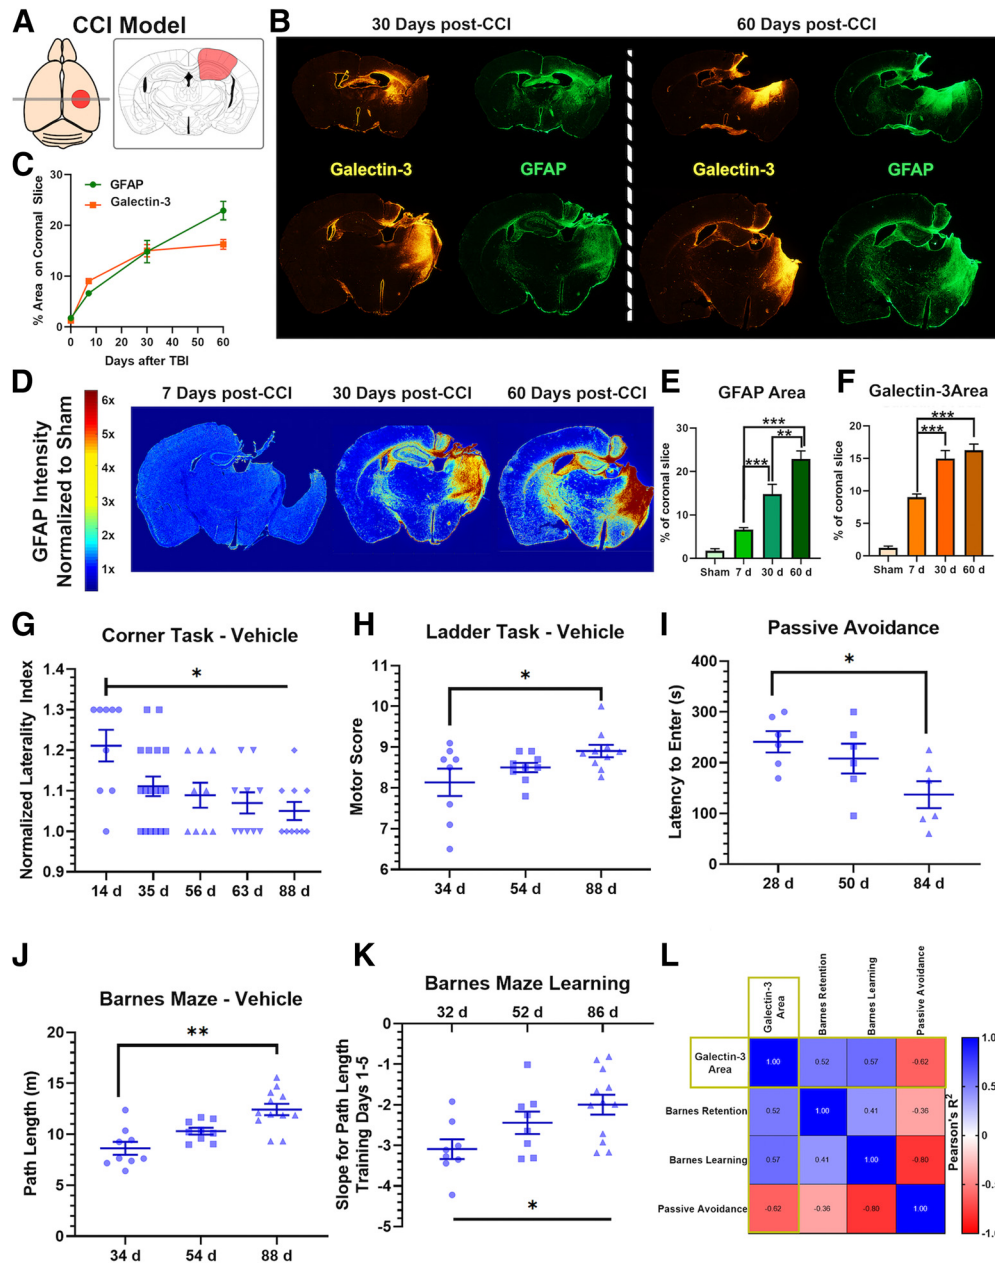 A
CCI Model
B
30 Days post-CCI
60 Days post-CCI
Galectin-3
GFAP
Galectin-3
GFAP
C
% Area on Coronal Slice
30
20
10
0
GFAP
Galectin-3
0 10 20 30 40 50 60
Days after TBI
D
7 Days post-CCI
30 Days post-CCI
60 Days post-CCI
GFAP Intensity
Normalized to Sham
6x
5x
4x
3x
2x
1x
E
GFAP Area
% of coronal slice
30
20
10
0
***
**
***
Sham 7 d 30 d 60 d
F
Galectin-3Area
% of coronal slice
20
15
10
5
0
***
***
Sham 7 d 30 d 60 d
G
Corner Task - Vehicle
Normalized Laterality Index
1.4
1.3
1.2
1.1
1.0
0.9
*
14 d 35 d 56 d 63 d 88 d
H
Ladder Task - Vehicle
Motor Score
11
10
9
8
7
6
*
34 d 54 d 88 d
I
Passive Avoidance
Latency to Enter (s)
400
300
200
100
0
*
28 d 50 d 84 d
J
Barnes Maze - Vehicle
Path Length (m)
20
15
10
5
0
**
34 d 54 d 88 d
K
Barnes Maze Learning
32 d 52 d 86 d
Slope for Path Length
Training Days 1-5
0
-1
-2
-3
-4
-5
*
L
Galectin-3
Area
Barnes Retention
Barnes Learning
Passive Avoidance
Galectin-3
Area
1.00 0.52 0.57 -0.62
Barnes Retention
0.52 1.00 0.41 -0.36
Barnes Learning
0.57 0.41 1.00 -0.80
Passive Avoidance
-0.62 -0.36 -0.80 1.00
1.0
0.5
0
-0.5
-1.0
Pearson's R2